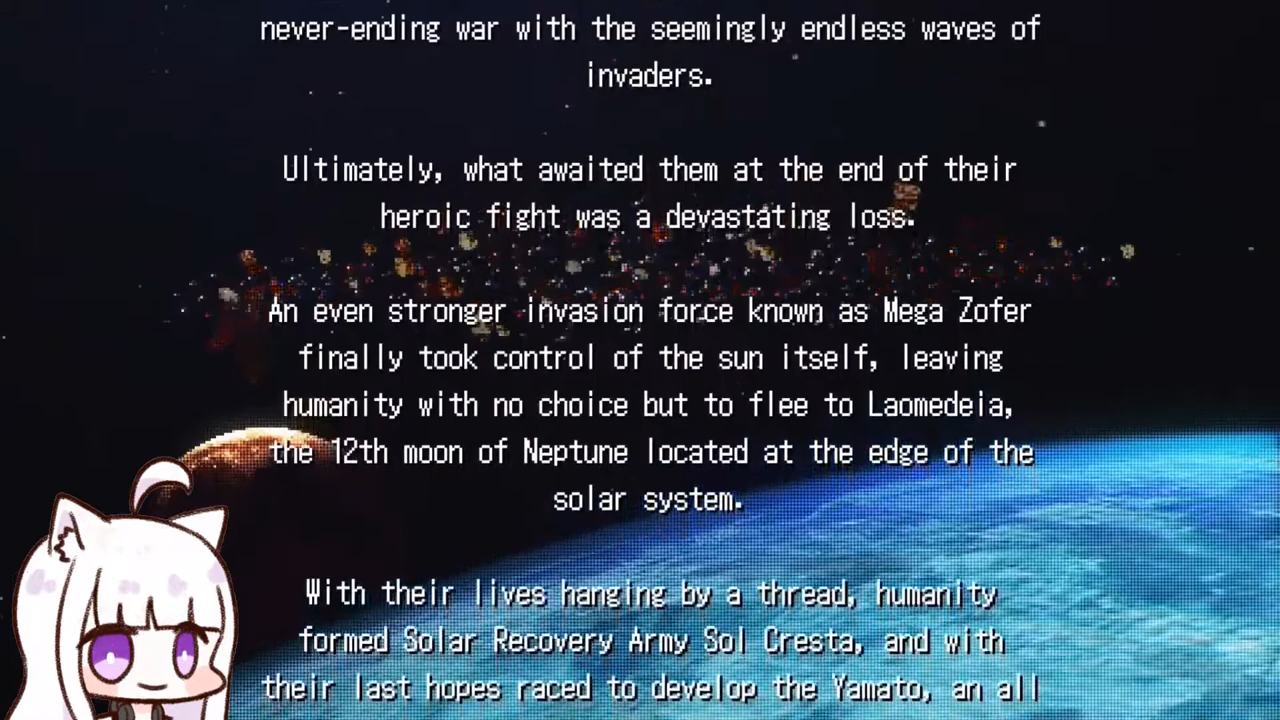 never-ending war with the seemingly endless waves of
invaders.
Ultimately, what awaited them at the end of their
heroic fight was a devastating loss.
An even stronger invasion force known as Mega Zofer
finally took control of the sun itself, leaving
humanity with no choice but to flee to Laomedeia,
the 12th moon of Neptune located at the edge of the
solar system.
With their lives hanging by a thread, humanity
formed Solar Recovery Army Sol Cresta, and with
their last hopes raced to develop the Yamato, an all